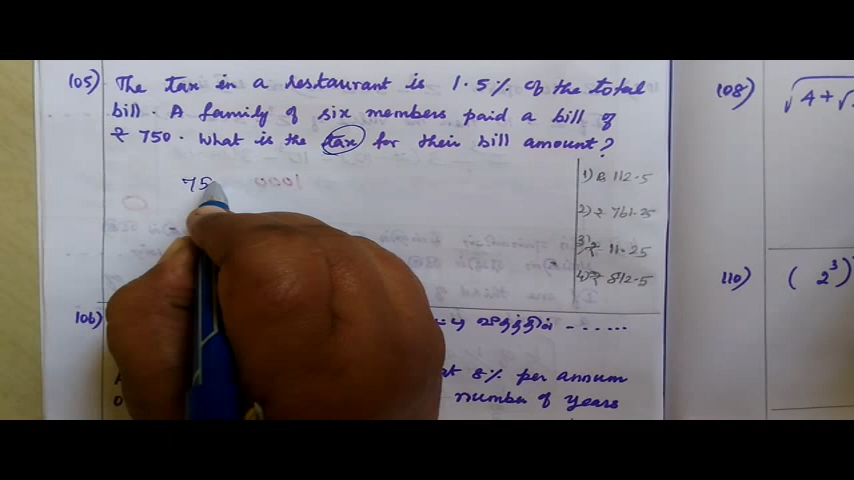 105) The tax in a restaurant is 1.5% of the total
bill. A family of six members paid a bill of
₹ 750. What is the tax for their bill amount?
75
1) ₹ 112.5
2) ₹ 761.25
3) ₹ 11.25
4) ₹ 812.5
106)
at 8% per annum
number of years
108) √4+√
110) (2³)